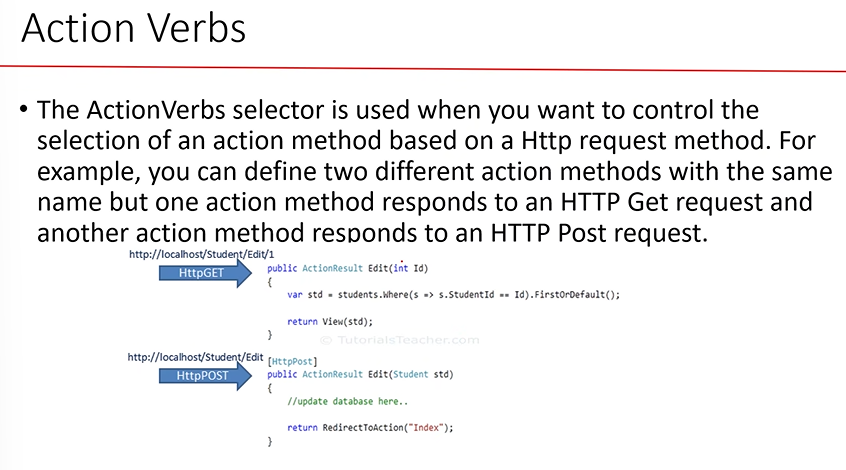 Action Verbs
• The ActionVerbs selector is used when you want to control the
selection of an action method based on a Http request method. For
example, you can define two different action methods with the same
name but one action method responds to an HTTP Get request and
another action method responds to an HTTP Post request.
http://localhost/Student/Edit/1
HttpGET
public ActionResult Edit(int Id)
{
var std = students.Where(s => s.StudentId == Id).FirstOrDefault();
return View(std);
}
© TutorialsTeacher.com
http://localhost/Student/Edit
[HttpPost]
HttpPOST
public ActionResult Edit(Student std)
{
//update database here..
return RedirectToAction("Index");
}